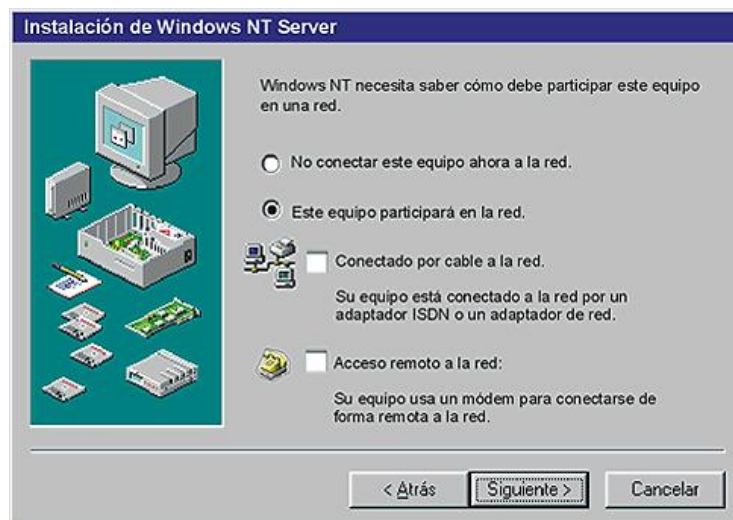 Instalación de Windows NT Server
Windows NT necesita saber cómo debe participar este equipo
en una red.
No conectar este equipo ahora a la red.
Este equipo participará en la red.
Conectado por cable a la red.
Su equipo está conectado a la red por un
adaptador ISDN o un adaptador de red.
Acceso remoto a la red:
Su equipo usa un módem para conectarse de
forma remota a la red.
< Atrás
Siguiente >
Cancelar